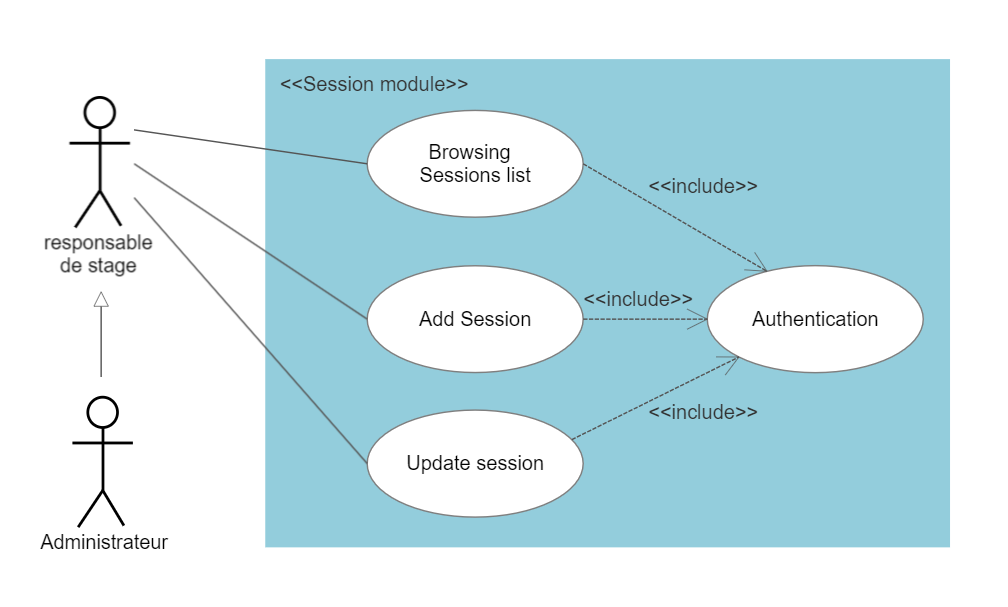 <<Session module>>
Browsing
Sessions list
<<include>>
responsable
de stage
<<include>>
Add Session
Authentication
<<include>>
Update session
Administrateur